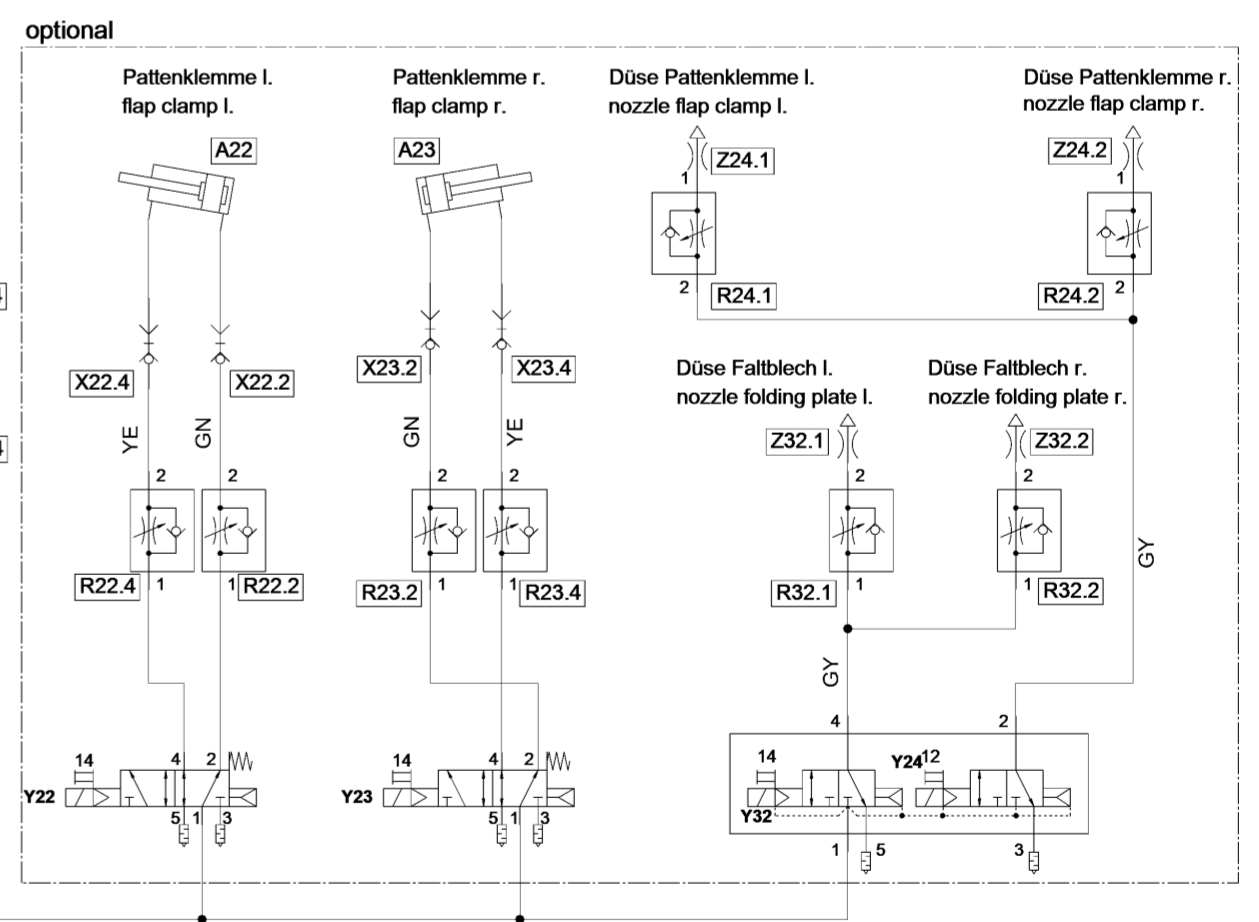 optional
Pattenklemme l.
flap clamp l.
Pattenklemme r.
flap clamp r.
Düse Pattenklemme l.
nozzle flap clamp l.
Düse Pattenklemme r.
nozzle flap clamp r.
A22
A23
Z24.1
Z24.2
1
1
2
R24.1
R24.2
2
Düse Faltblech l.
nozzle folding plate l.
Düse Faltblech r.
nozzle folding plate r.
X22.4
X22.2
X23.2
X23.4
YE
GN
GN
YE
Z32.1
Z32.2
2
2
2
2
2
2
R22.4
1
1
R22.2
R23.2
1
1
R23.4
R32.1
1
1
R32.2
GY
GY
4
2
14
4
2
14
4
2
14
Y24
12
Y22
Y23
Y32
5
1
3
5
1
3
1
5
3